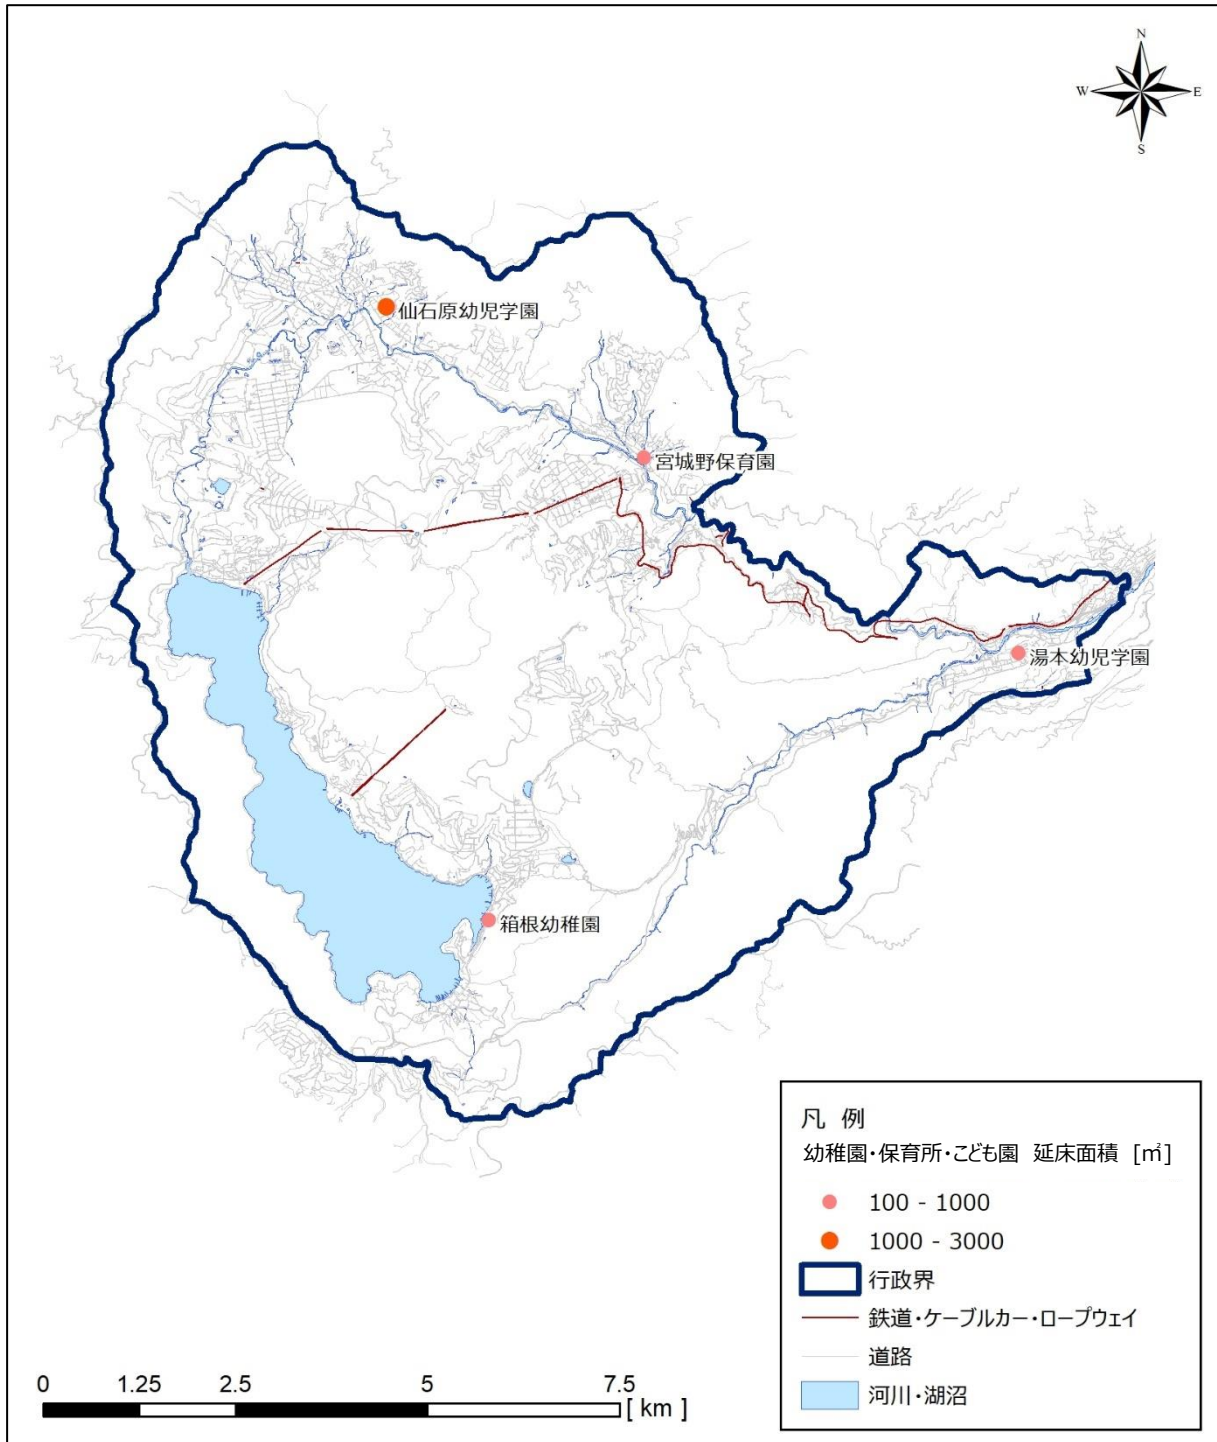 N
W E
S
仙石原幼児学園
宮城野保育園
湯本幼児学園
箱根幼稚園
凡 例
幼稚園・保育所・こども園 延床面積 [㎡]
100 - 1000
1000 - 3000
行政界
鉄道・ケーブルカー・ロープウェイ
道路
河川・湖沼
0 1.25 2.5 5 7.5
[ km ]